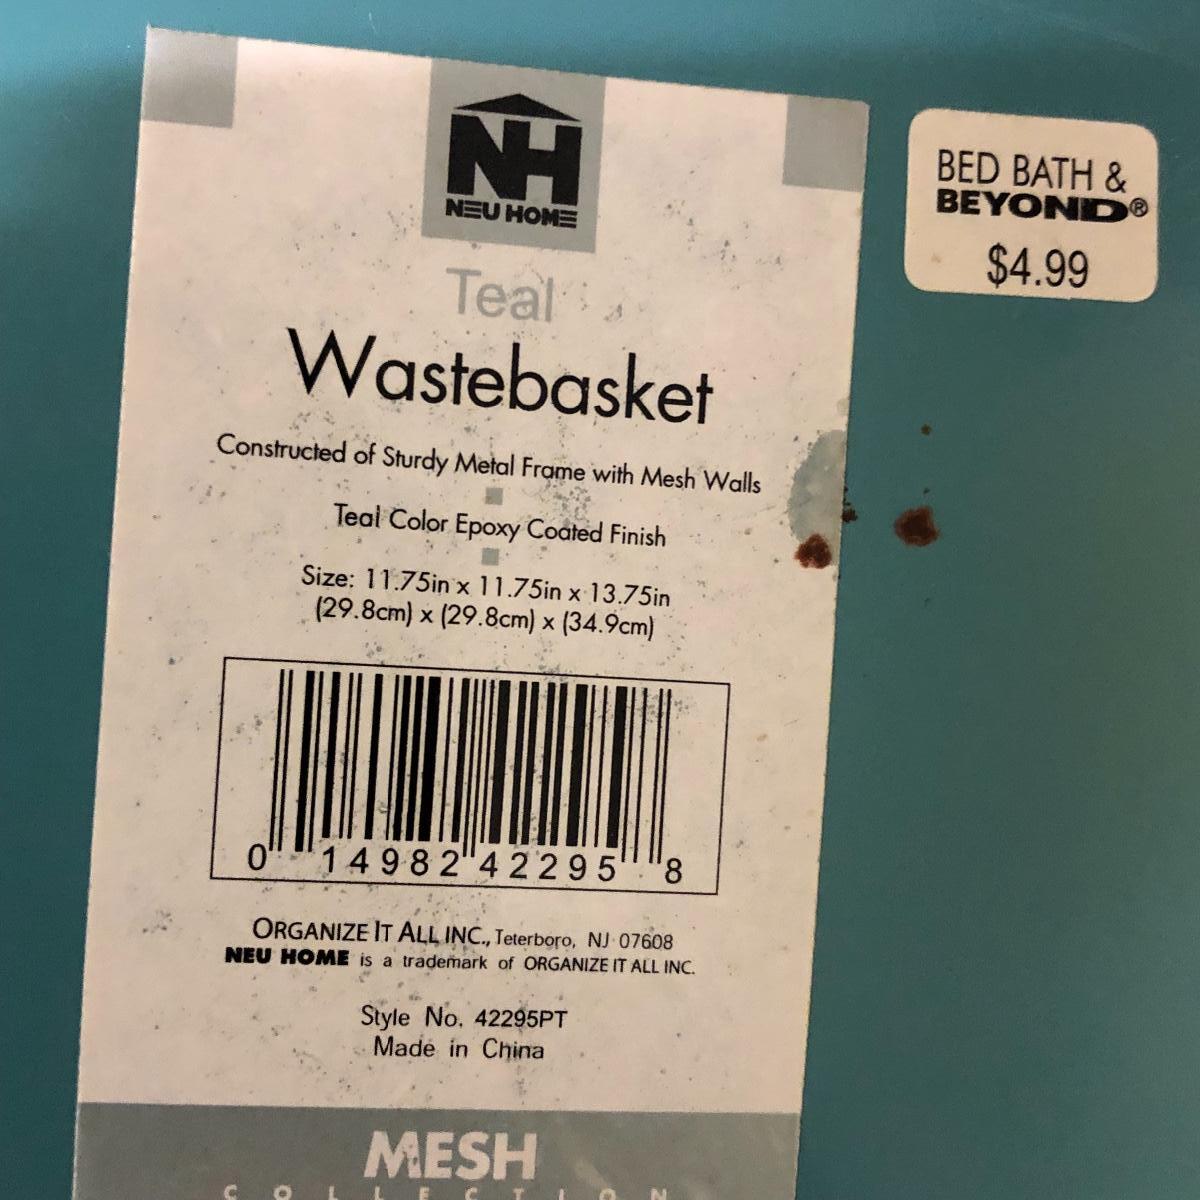 NH
NEU HOME
BED BATH &
BEYOND®
$4.99
Teal
Wastebasket
Constructed of Sturdy Metal Frame with Mesh Walls
Teal Color Epoxy Coated Finish
Size: 11.75in x 11.75in x 13.75in
(29.8cm) x (29.8cm) x (34.9cm)
0 14982 42295 8
ORGANIZE IT ALL INC., Teterboro, NJ 07608
NEU HOME is a trademark of ORGANIZE IT ALL INC.
Style No. 42295PT
Made in China
MESH
COLLECTION